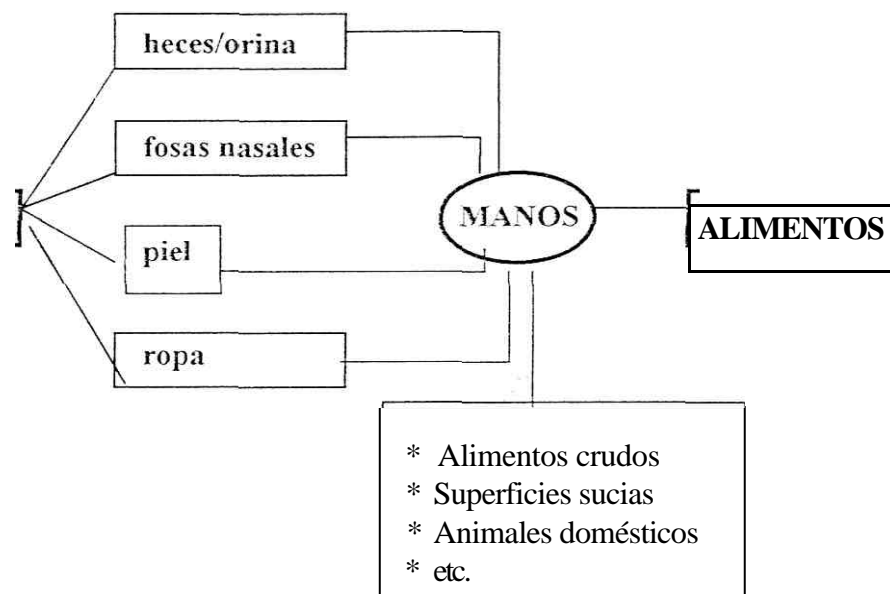 heces/orina
fosas nasales
MANOS
ALIMENTOS
piel
ropa
* Alimentos crudos
* Superficies sucias
* Animales domésticos
* etc.